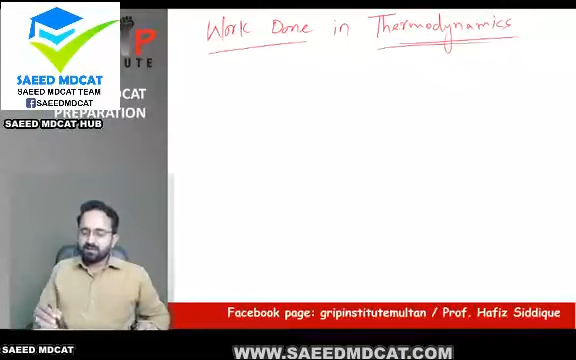 Work Done in Thermodynamics
P
UTE
SAEED MDCAT
SAEED MDCAT TEAM
SAEEDMDCAT
DCAT
PREPARATION
SAEED MDCAT HUB
Facebook page: gripinstitutemultan / Prof. Hafiz Siddique
SAEED MDCAT
WWW.SAEEDMDCAT.COM